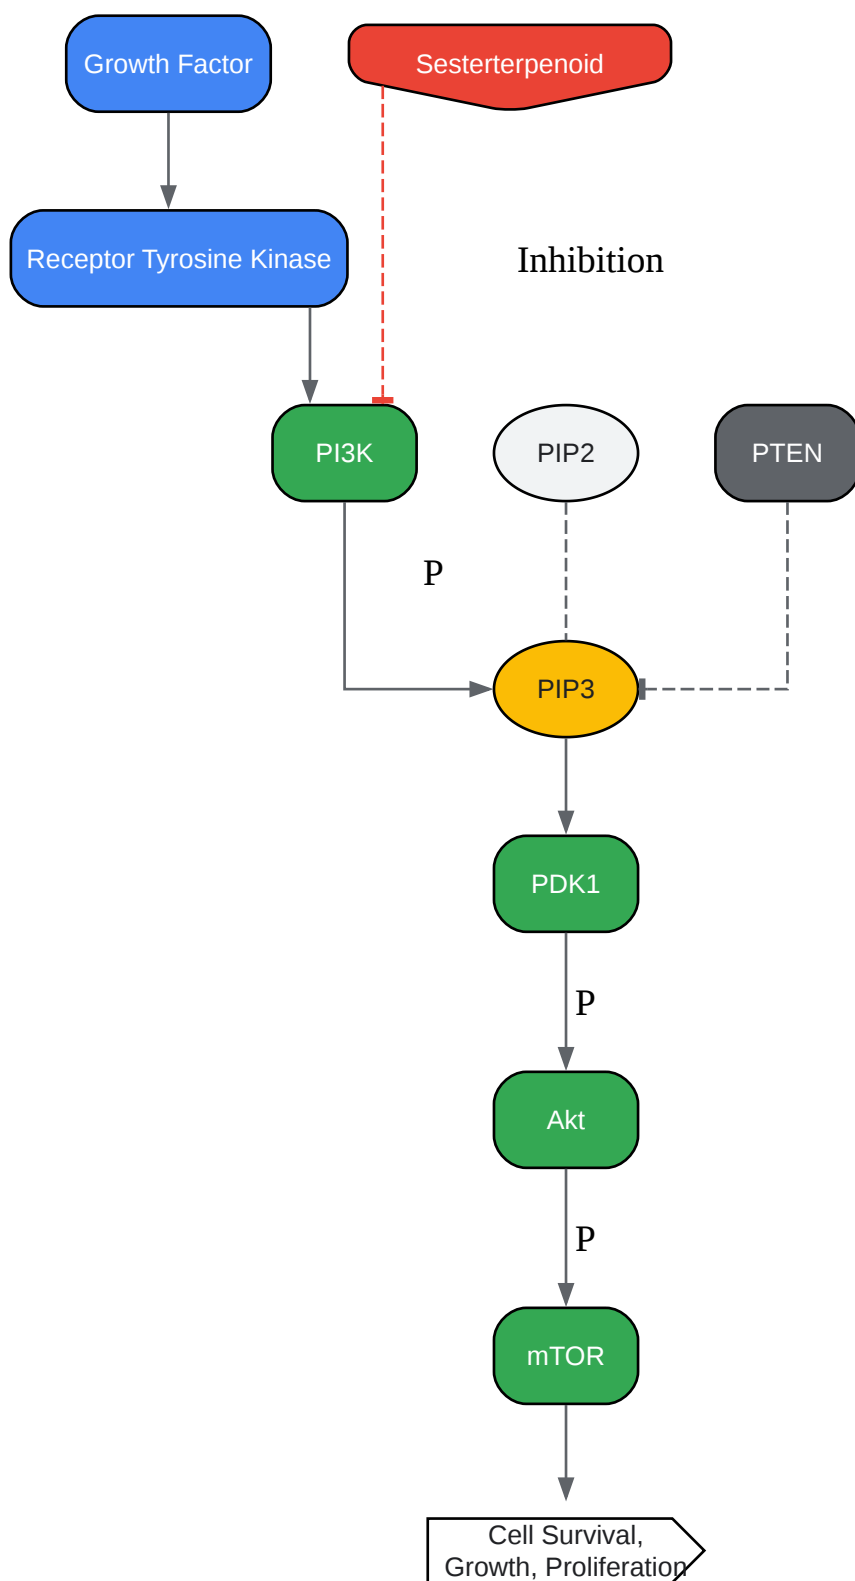 Growth Factor
Sesterterpenoid
Receptor Tyrosine Kinase
Inhibition
PI3K
PIP2
PTEN
P
PIP3
PDK1
P
Akt
P
mTOR
Cell Survival,
Growth, Proliferation